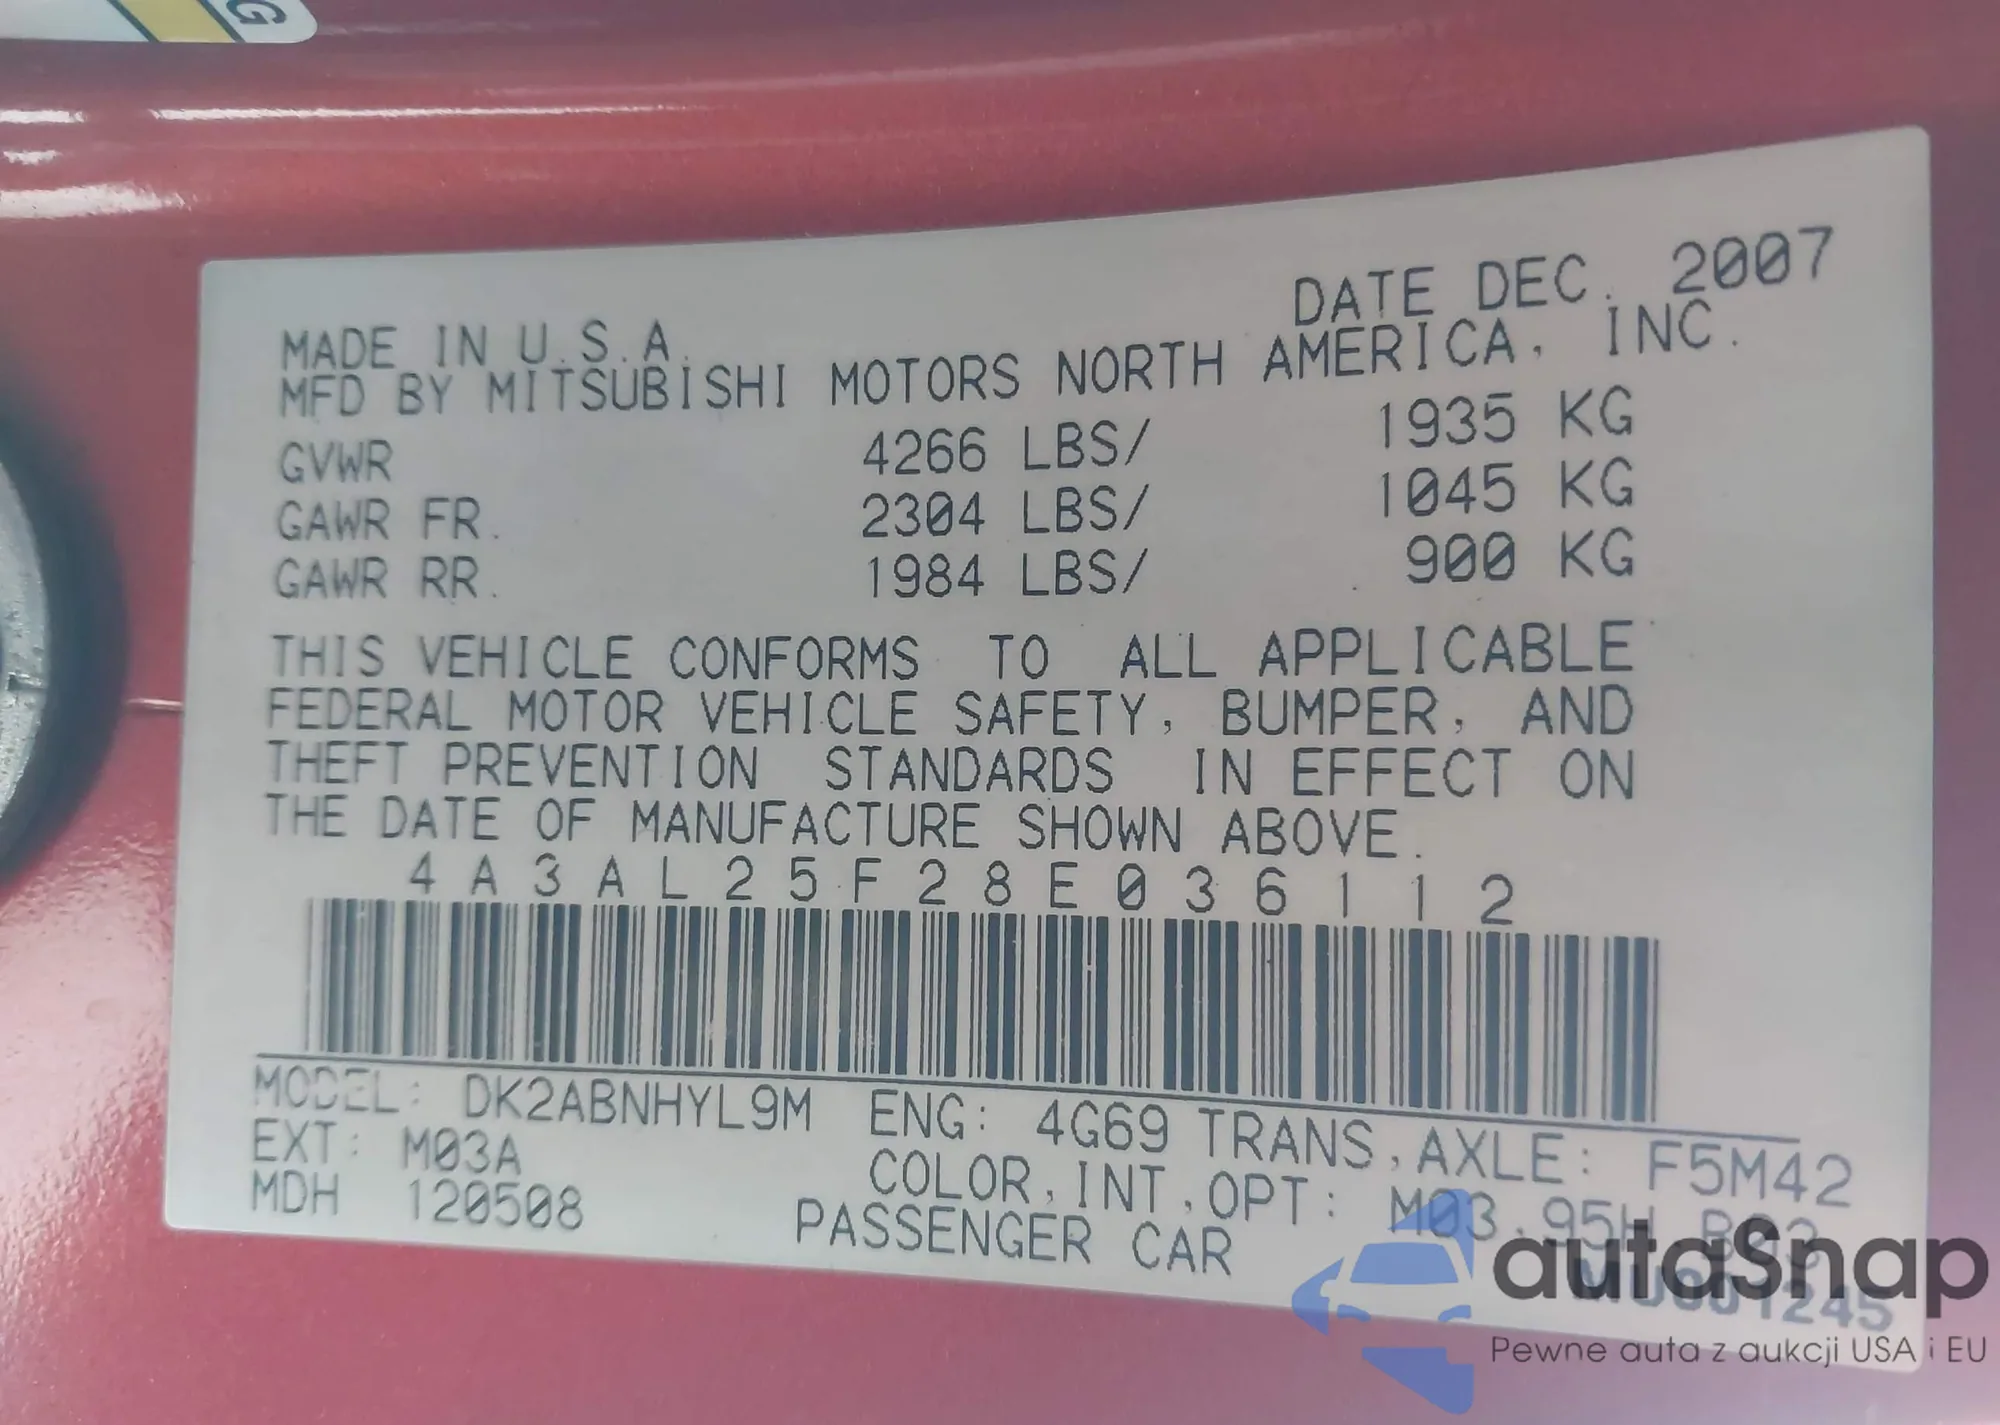 G
DATE DEC. 2007
MADE IN U.S.A.
MFD BY MITSUBISHI MOTORS NORTH AMERICA, INC.
GVWR 4266 LBS/ 1935 KG
GAWR FR. 2304 LBS/ 1045 KG
GAWR RR. 1984 LBS/ 900 KG
THIS VEHICLE CONFORMS TO ALL APPLICABLE
FEDERAL MOTOR VEHICLE SAFETY, BUMPER, AND
THEFT PREVENTION STANDARDS IN EFFECT ON
THE DATE OF MANUFACTURE SHOWN ABOVE.
4A3AL25F28E036112
MODEL: DK2ABNHYL9M ENG: 4G69 TRANS,AXLE: F5M42
EXT: M03A COLOR,INT,OPT: M03,95H B03
MDH 120508 PASSENGER CAR
MU001245
autaSnap
Pewne auta z aukcji USA i EU